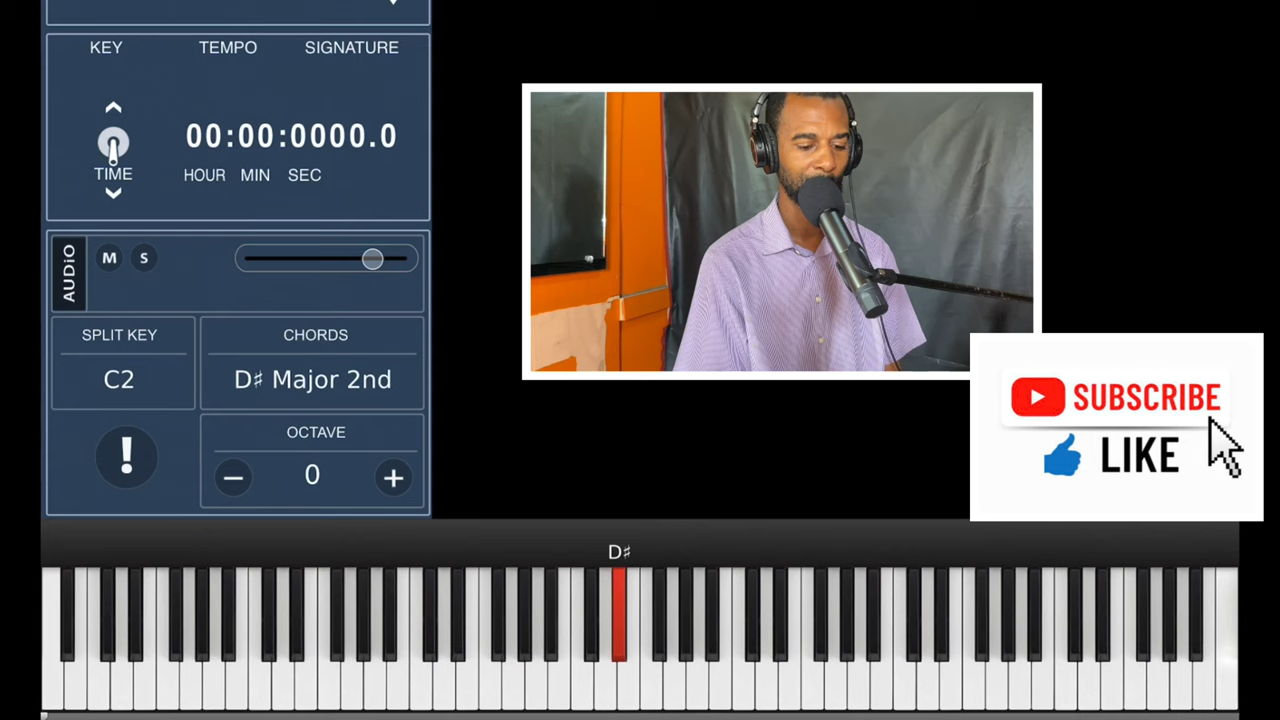 KEY TEMPO SIGNATURE
00:00:0000.0
TIME HOUR MIN SEC
AUDiO M S
SPLIT KEY CHORDS
C2 D♯ Major 2nd
OCTAVE
! − 0 +
SUBSCRIBE
LIKE
D♯